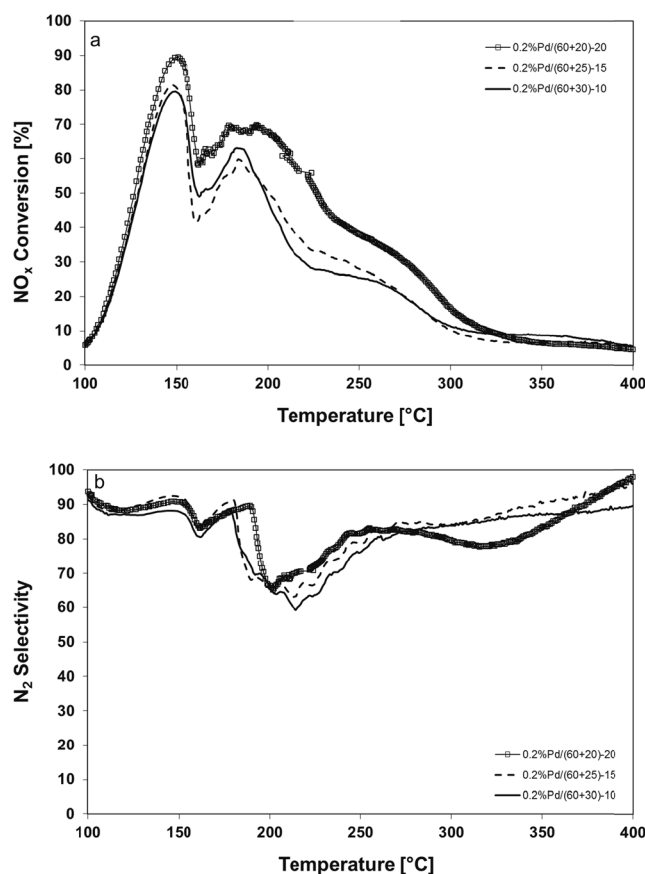 a
100
90
80
70
60
50
40
30
20
10
0
NOx Conversion [%]
0.2%Pd/(60+20)-20
0.2%Pd/(60+25)-15
0.2%Pd/(60+30)-10
100 150 200 250 300 350 400
Temperature [°C]
b
100
90
80
70
60
50
40
30
20
10
0
N2 Selectivity
0.2%Pd/(60+20)-20
0.2%Pd/(60+25)-15
0.2%Pd/(60+30)-10
100 150 200 250 300 350 400
Temperature [°C]